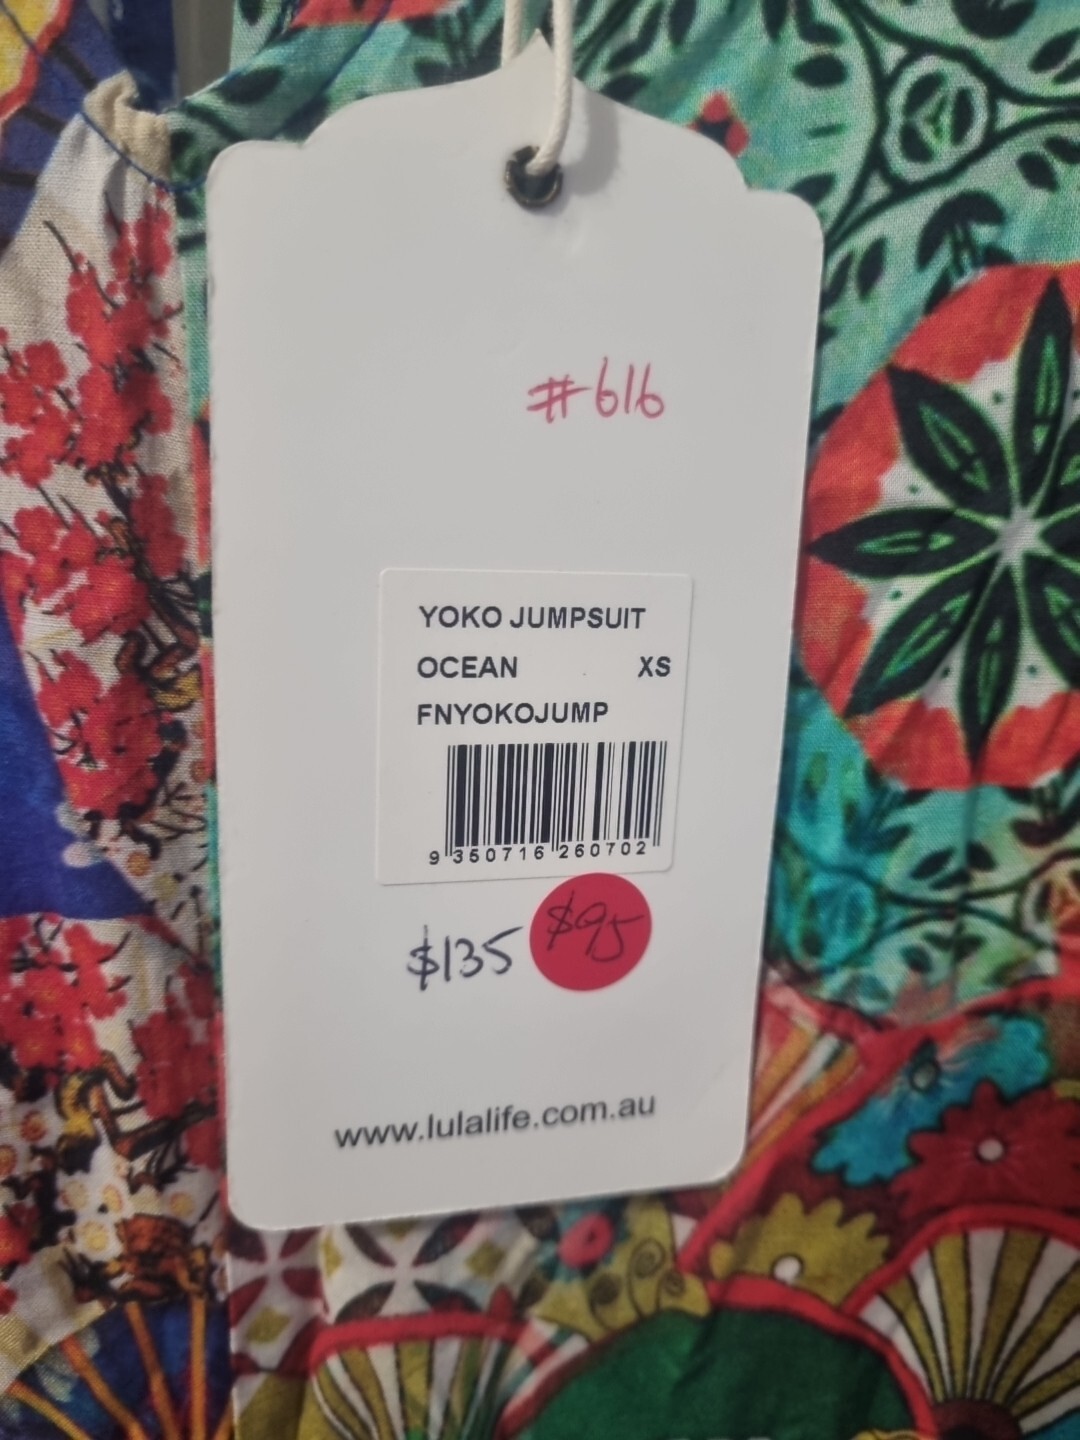 #616
YOKO JUMPSUIT
OCEAN XS
FNYOKOJUMP
9 350716 260702
$135 $95
www.lulalife.com.au